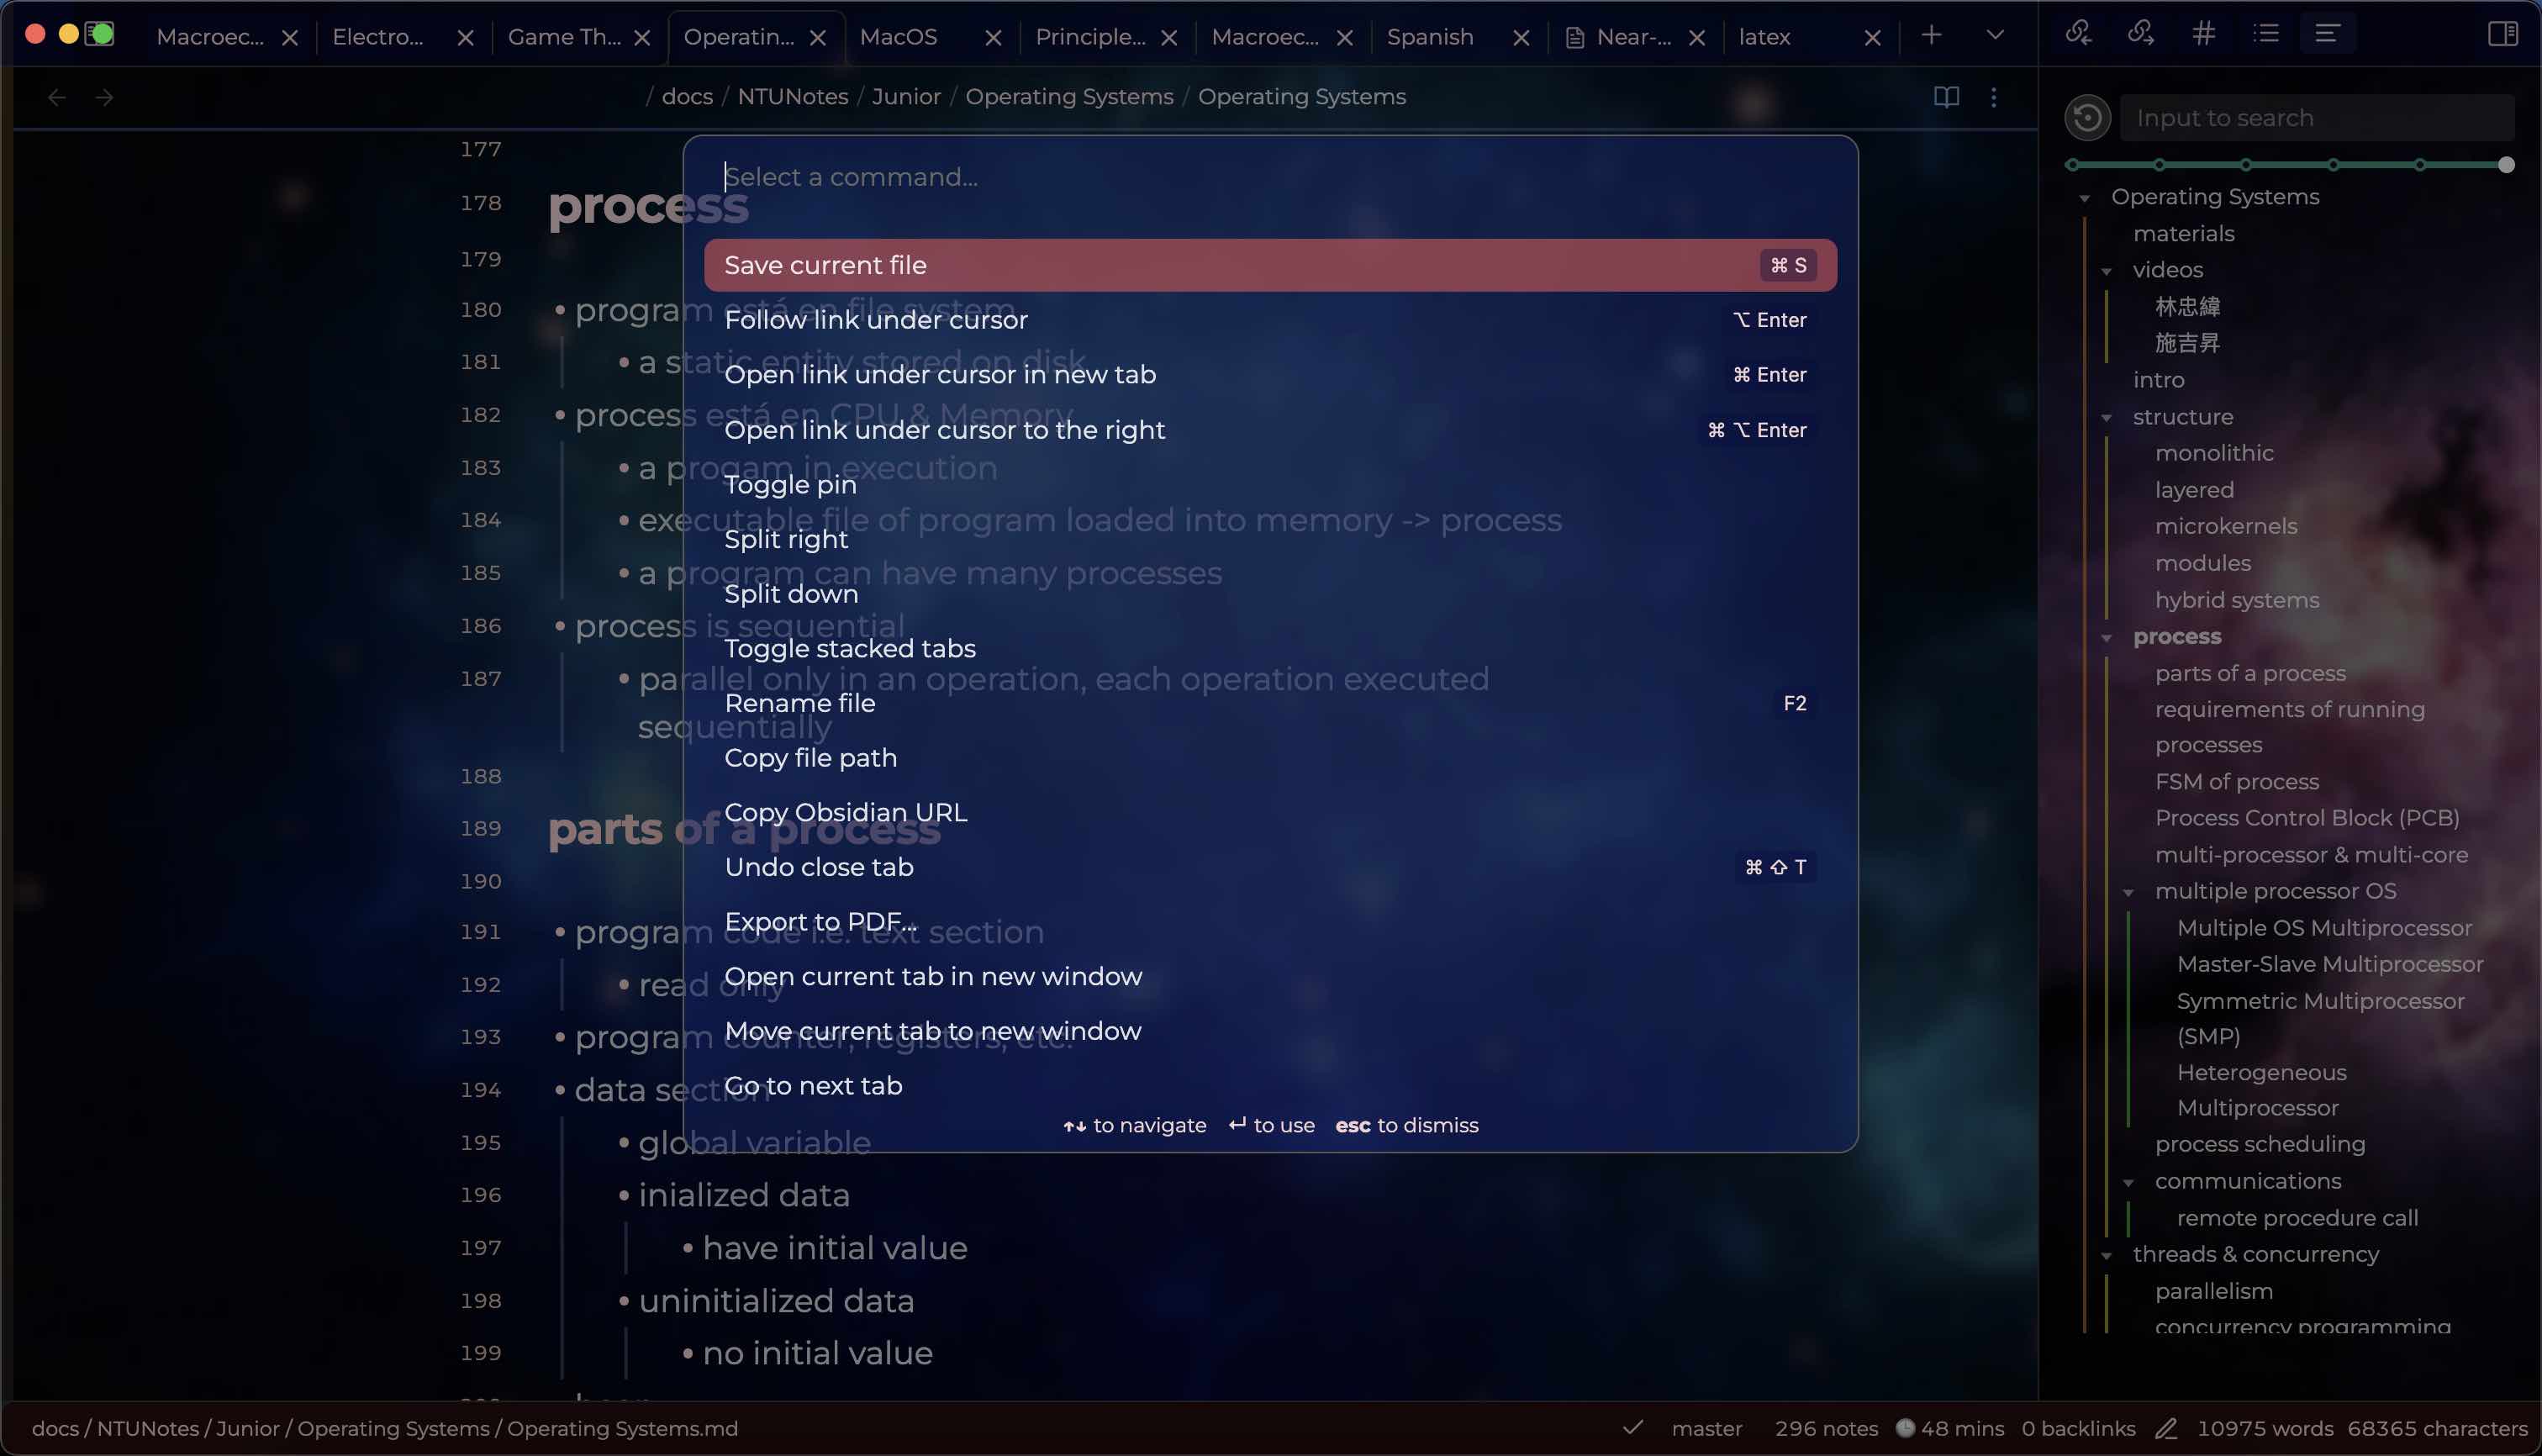 Macroec...
Electro...
Game Th...
Operatin...
MacOS
Principle...
Macroec...
Spanish
Near-...
latex
/ docs / NTUNotes / Junior / Operating Systems / Operating Systems
177
178 process
179
180 • program está en file system
181 • a static entity stored on disk
182 • process está en CPU & Memory
183 • a progam in execution
184 • executable file of program loaded into memory -> process
185 • a program can have many processes
186 • process is sequential
187 • parallel only in an operation, each operation executed
sequentially
188
189 parts of a process
190
191 • program code i.e. text section
192 • read only
193 • program counter, registers, etc.
194 • data section
195 • global variable
196 • inialized data
197 • have initial value
198 • uninitialized data
199 • no initial value
Select a command...
Save current file ⌘ S
Follow link under cursor ⌥ Enter
Open link under cursor in new tab ⌘ Enter
Open link under cursor to the right ⌘ ⌥ Enter
Toggle pin
Split right
Split down
Toggle stacked tabs
Rename file F2
Copy file path
Copy Obsidian URL
Undo close tab ⌘ ⇧ T
Export to PDF...
Open current tab in new window
Move current tab to new window
Go to next tab
↑↓ to navigate ↵ to use esc to dismiss
Input to search
Operating Systems
materials
videos
林忠緯
施吉昇
intro
structure
monolithic
layered
microkernels
modules
hybrid systems
process
parts of a process
requirements of running
processes
FSM of process
Process Control Block (PCB)
multi-processor & multi-core
multiple processor OS
Multiple OS Multiprocessor
Master-Slave Multiprocessor
Symmetric Multiprocessor
(SMP)
Heterogeneous
Multiprocessor
process scheduling
communications
remote procedure call
threads & concurrency
parallelism
concurrency programming
docs / NTUNotes / Junior / Operating Systems / Operating Systems.md
master 296 notes 48 mins 0 backlinks 10975 words 68365 characters